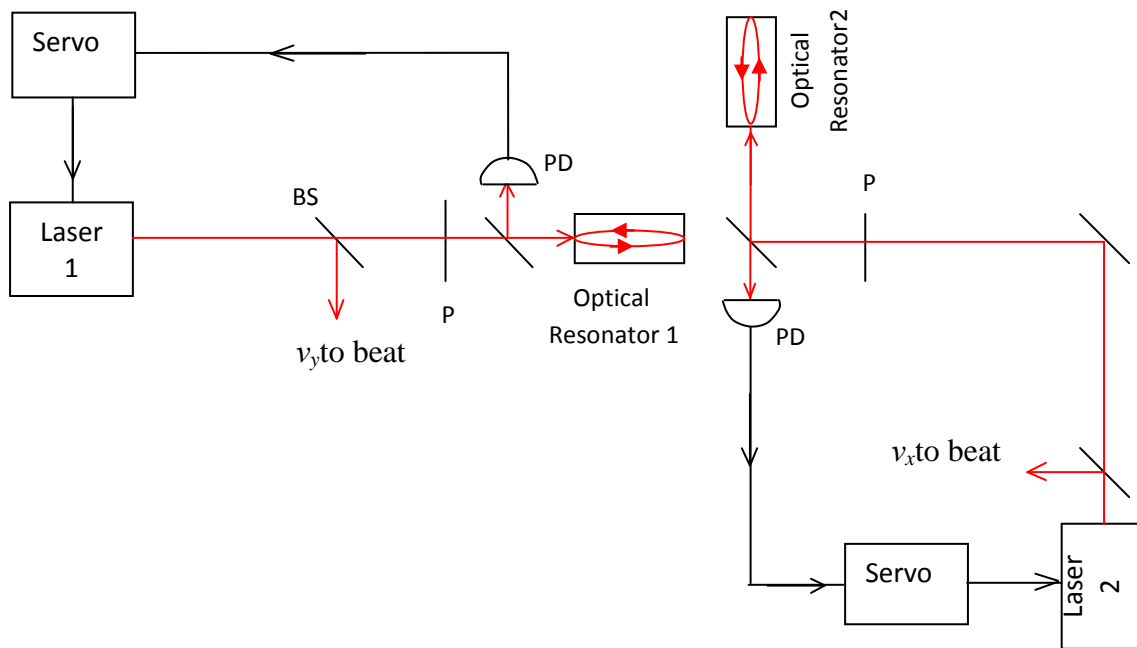 Servo
Optical
Resonator2
PD
P
BS
Laser
1
P
Optical
Resonator 1
PD
vyto beat
vxto beat
Servo
Laser
2